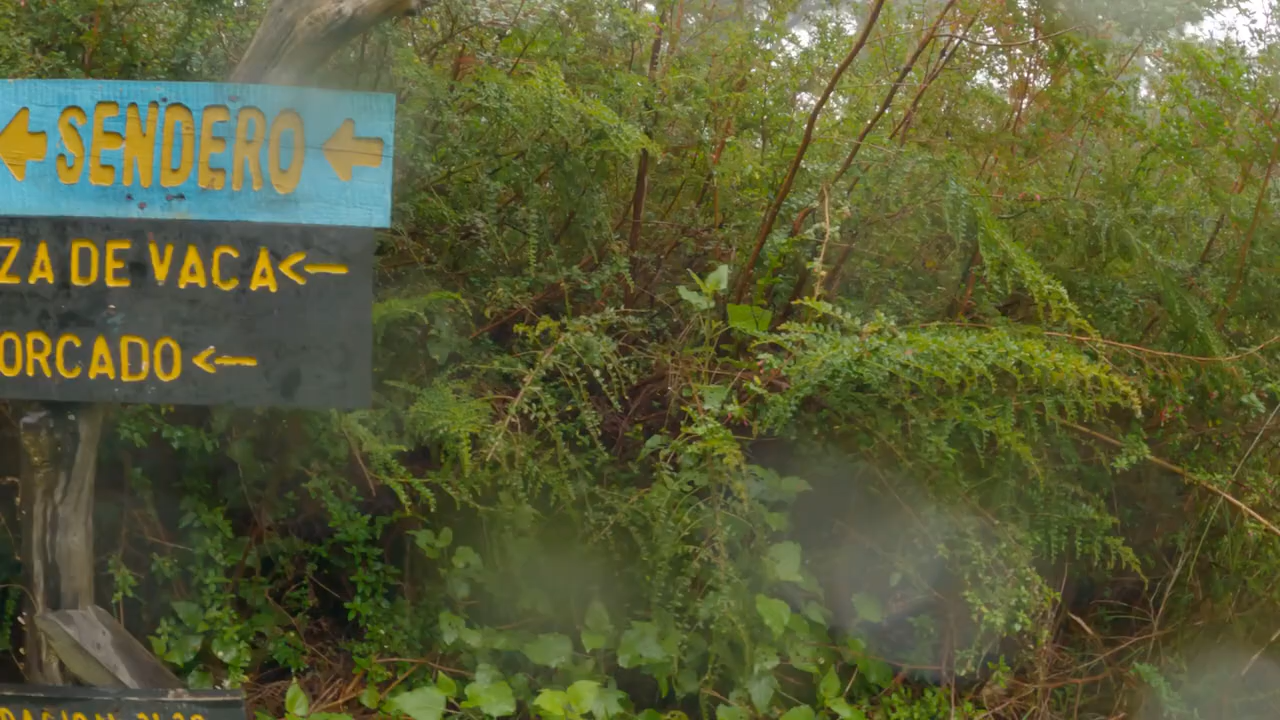 ← SENDERO ←
ZA DE VACA ←
ORCADO ←